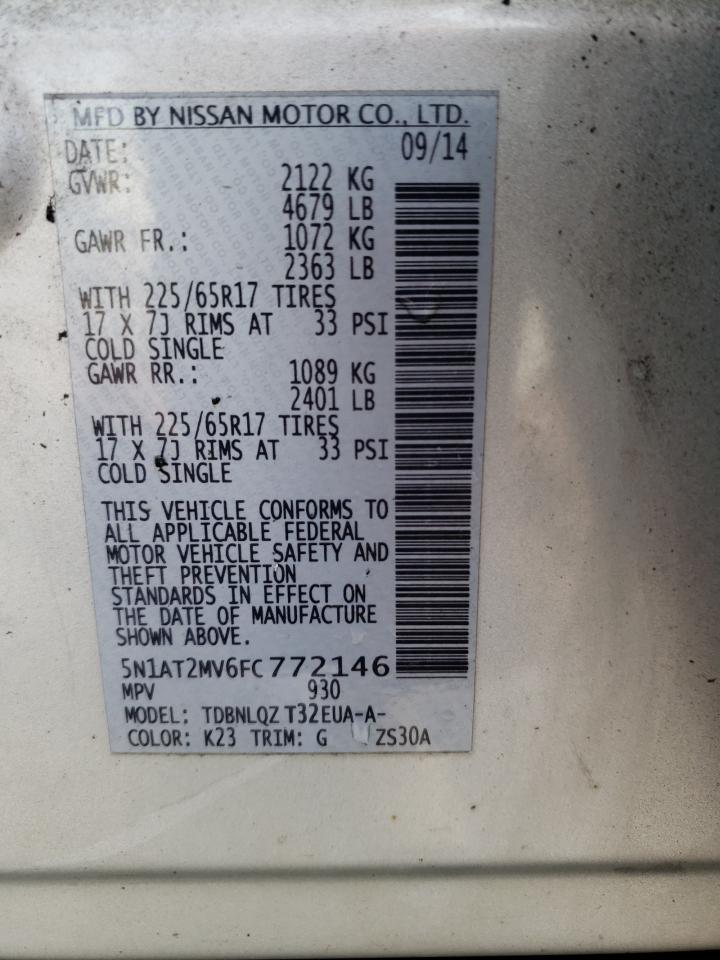 MFD BY NISSAN MOTOR CO., LTD.
DATE: 09/14
GVWR: 2122 KG
4679 LB
GAWR FR.: 1072 KG
2363 LB
WITH 225/65R17 TIRES
17 X 7J RIMS AT 33 PSI
COLD SINGLE
GAWR RR.: 1089 KG
2401 LB
WITH 225/65R17 TIRES
17 X 7J RIMS AT 33 PSI
COLD SINGLE
THIS VEHICLE CONFORMS TO
ALL APPLICABLE FEDERAL
MOTOR VEHICLE SAFETY AND
THEFT PREVENTION
STANDARDS IN EFFECT ON
THE DATE OF MANUFACTURE
SHOWN ABOVE.
5N1AT2MV6FC772146
MPV 930
MODEL: TDBNLQZ T32EUA-A-
COLOR: K23 TRIM: G ZS30A